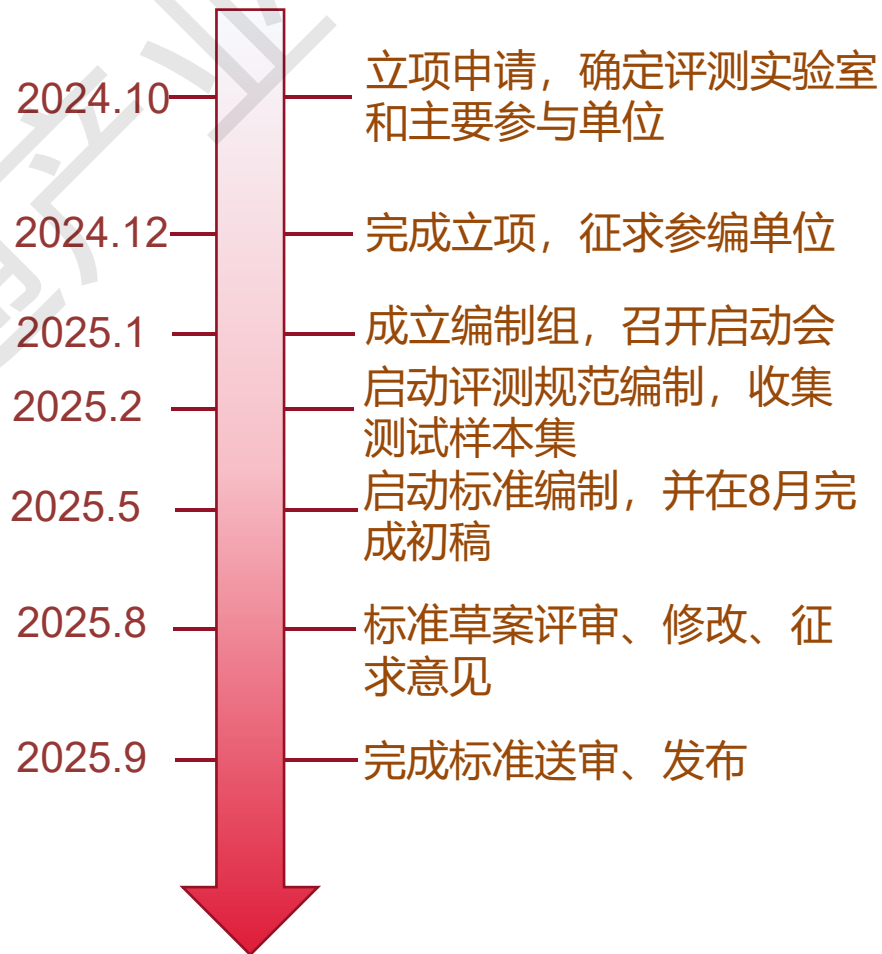 2024.10
立项申请，确定评测实验室
和主要参与单位
2024.12
完成立项，征求参编单位
2025.1
成立编制组，召开启动会
2025.2
启动评测规范编制，收集
测试样本集
2025.5
启动标准编制，并在8月完
成初稿
2025.8
标准草案评审、修改、征
求意见
2025.9
完成标准送审、发布
产业